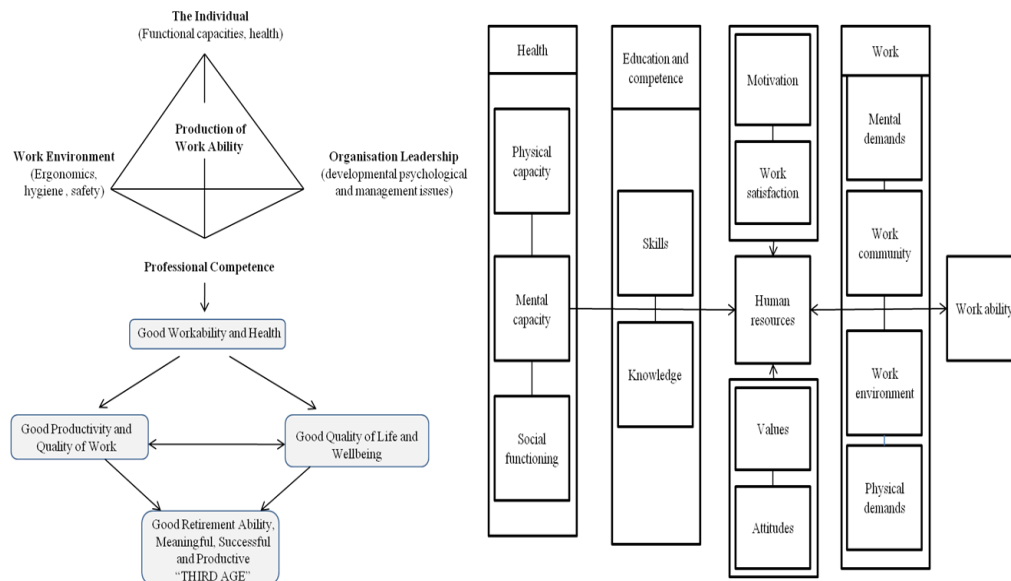 The Individual
(Functional capacities, health)
Production of
Work Ability
Work Environment
(Ergonomics,
hygiene , safety)
Organisation Leadership
(developmental psychological
and management issues)
Professional Competence
Good Workability and Health
Good Productivity and
Quality of Work
Good Quality of Life and
Wellbeing
Good Retirement Ability,
Meaningful, Successful
and Productive
“THIRD AGE”
Health
Physical
capacity
Mental
capacity
Social
functioning
Education and
competence
Skills
Knowledge
Motivation
Work
satisfaction
Human
resources
Values
Attitudes
Work
Mental
demands
Work
community
Work
environment
Physical
demands
Work ability